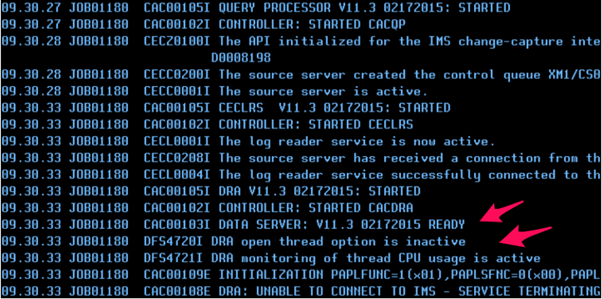 09.30.27 JOB01180  CAC00105I QUERY PROCESSOR V11.3 02172015: STARTED
09.30.27 JOB01180  CAC00102I CONTROLLER: STARTED CACQP
09.30.28 JOB01180  CECZ0100I The API initialized for the IMS change-capture inte
D0008198
09.30.28 JOB01180  CECC0200I The source server created the control queue XM1/CS0
09.30.28 JOB01180  CECC0001I The source server is active.
09.30.33 JOB01180  CAC00105I CECLRS  V11.3 02172015: STARTED
09.30.33 JOB01180  CAC00102I CONTROLLER: STARTED CECLRS
09.30.33 JOB01180  CECL0001I The log reader service is now active.
09.30.33 JOB01180  CECC0208I The source server has received a connection from th
09.30.33 JOB01180  CECL0004I The log reader service successfully connected to th
09.30.33 JOB01180  CAC00105I DRA V11.3 02172015: STARTED
09.30.33 JOB01180  CAC00102I CONTROLLER: STARTED CACDRA
09.30.33 JOB01180  CAC00103I DATA SERVER: V11.3 02172015 READY
09.30.33 JOB01180  DFS4720I DRA open thread option is inactive
09.30.33 JOB01180  DFS4721I DRA monitoring of thread CPU usage is active
09.30.33 JOB01180  CAC00109E INITIALIZATION PAPLFUNC=1(x01),PAPLSFNC=0(x00),PAPL
09.30.33 JOB01180  CAC00108E DRA: UNABLE TO CONNECT TO IMS - SERVICE TERMINATING